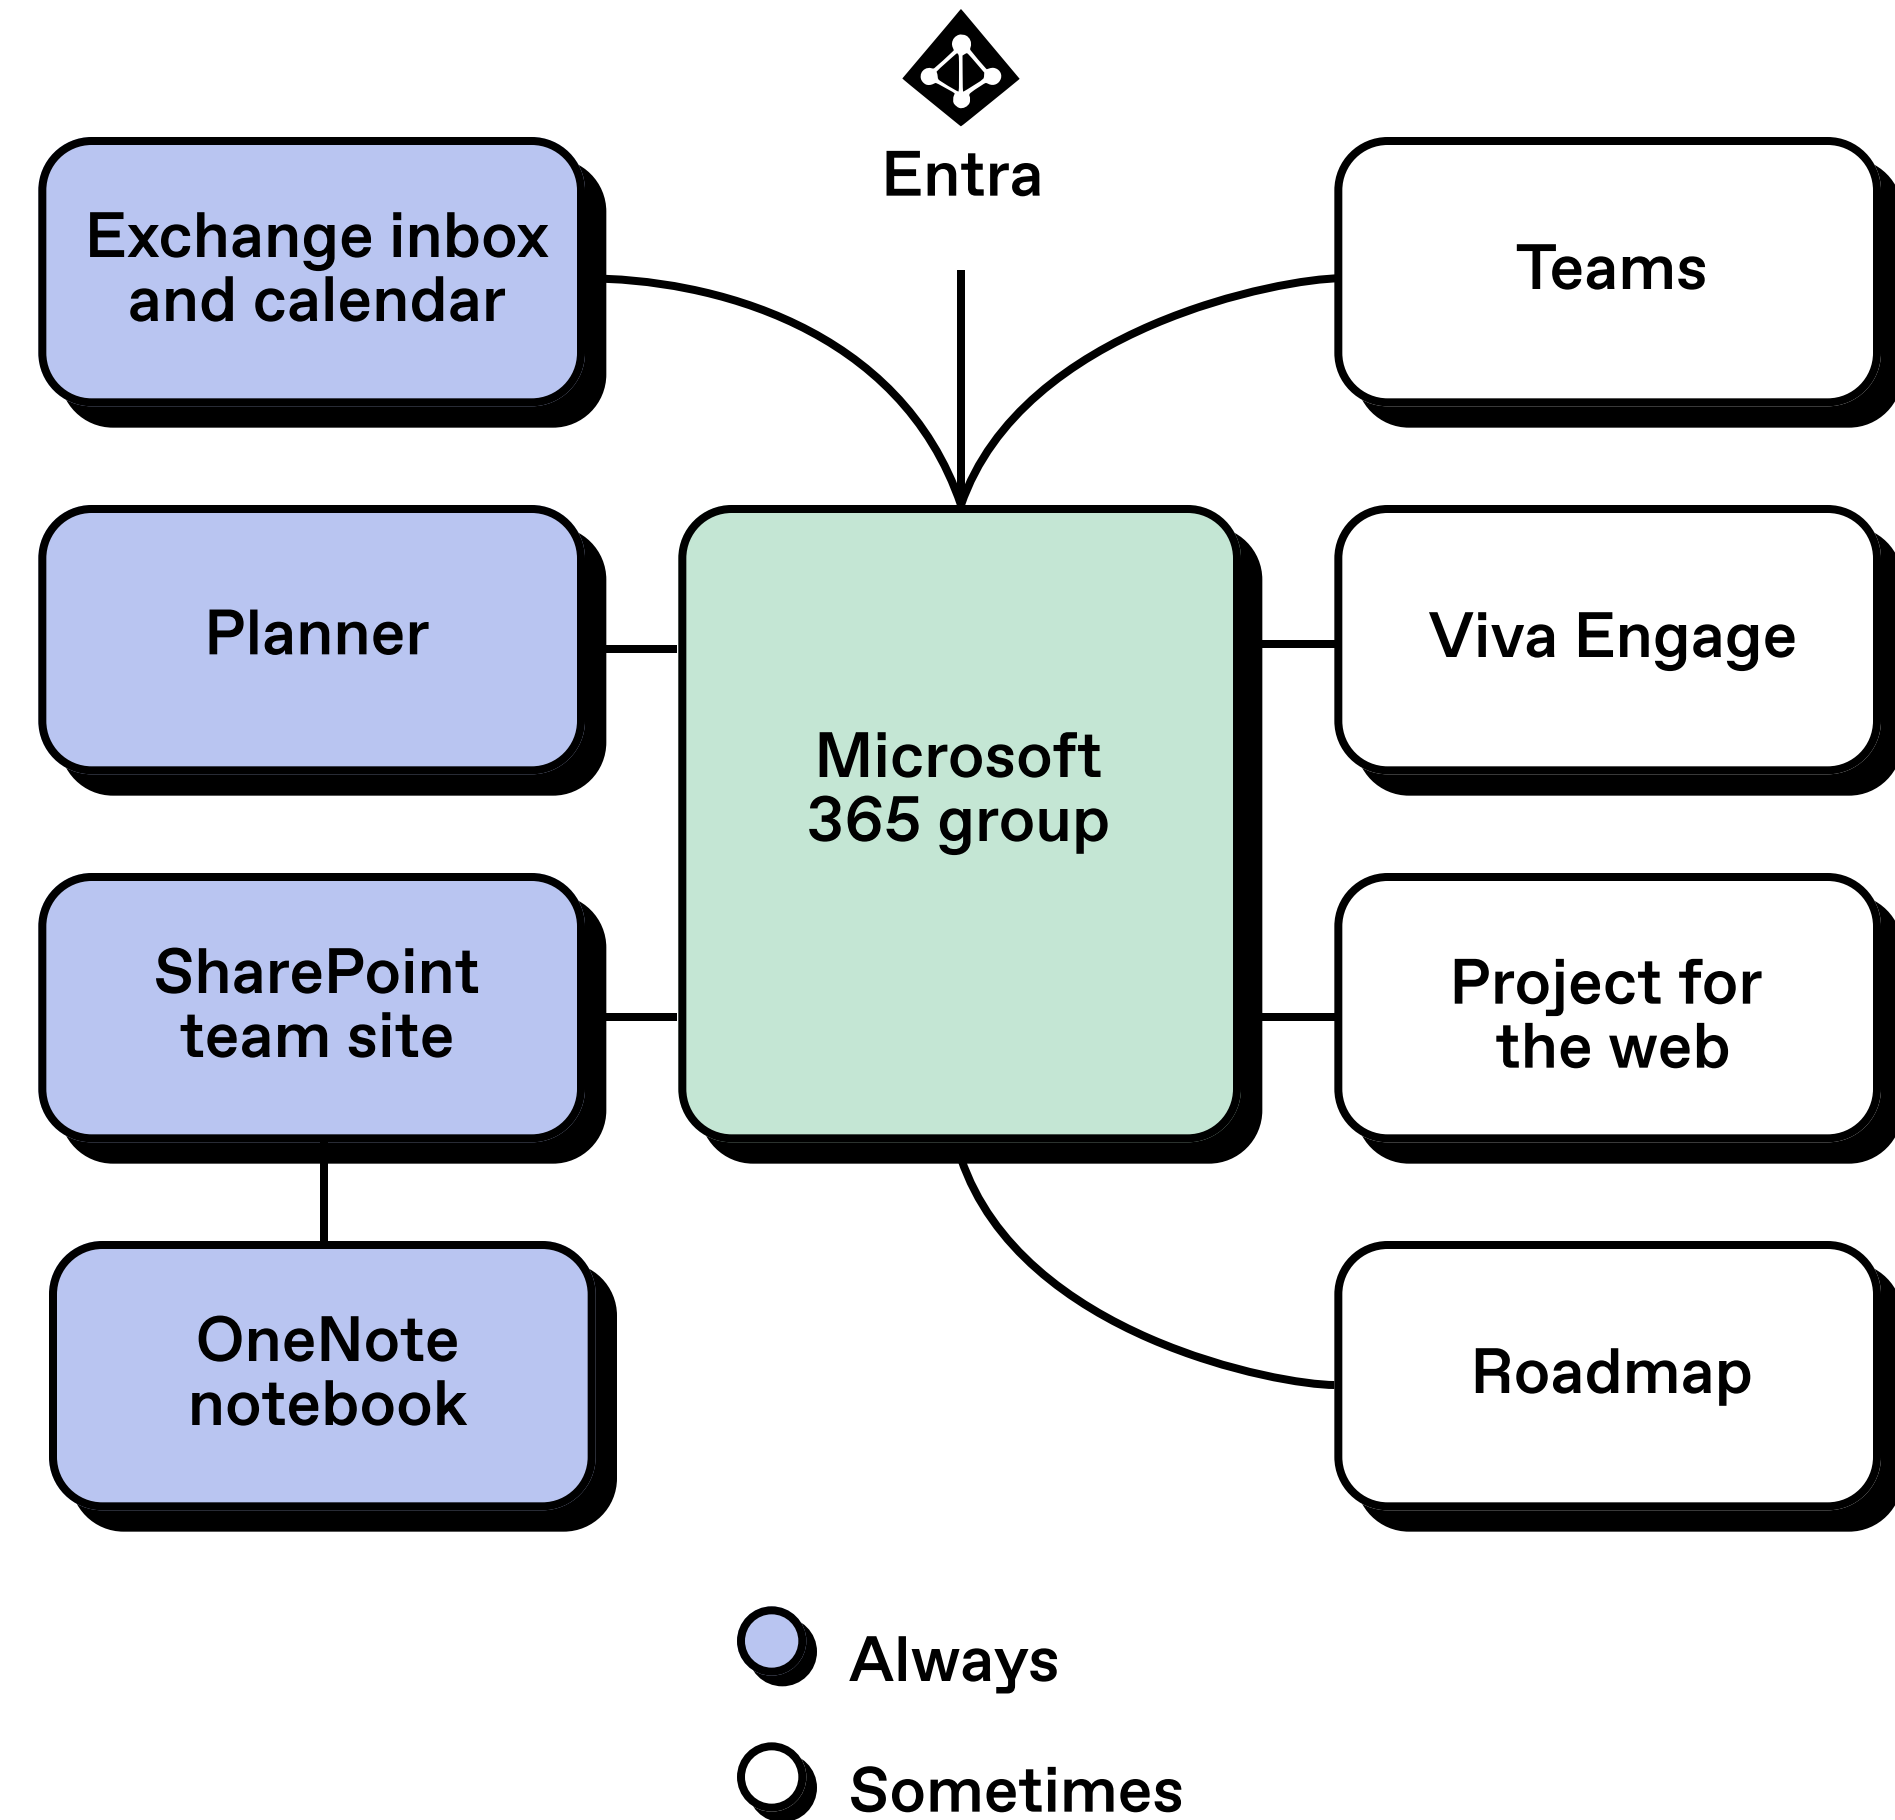 Entra
Exchange inbox
and calendar
Teams
Planner
Viva Engage
Microsoft
365 group
SharePoint
team site
Project for
the web
OneNote
notebook
Roadmap
Always
Sometimes